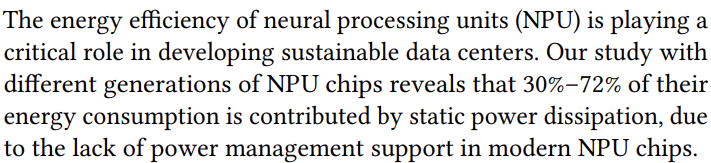 The energy efficiency of neural processing units (NPU) is playing a
critical role in developing sustainable data centers. Our study with
different generations of NPU chips reveals that 30%–72% of their
energy consumption is contributed by static power dissipation, due
to the lack of power management support in modern NPU chips.